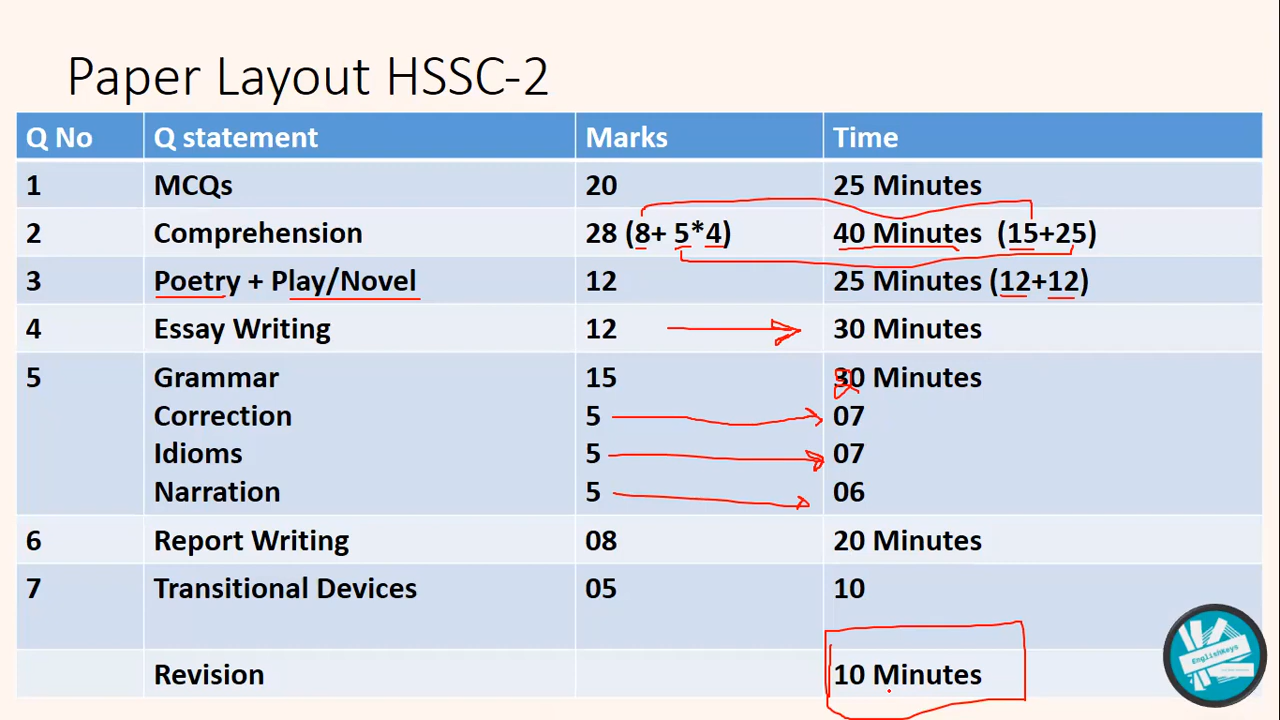 Paper Layout HSSC-2
Q No Q statement Marks Time
1 MCQs 20 25 Minutes
2 Comprehension 28 (8+ 5*4) 40 Minutes (15+25)
3 Poetry + Play/Novel 12 25 Minutes (12+12)
4 Essay Writing 12 30 Minutes
5 Grammar 15 30 Minutes
Correction 5 07
Idioms 5 07
Narration 5 06
6 Report Writing 08 20 Minutes
7 Transitional Devices 05 10
Revision 10 Minutes
EnglishKeys